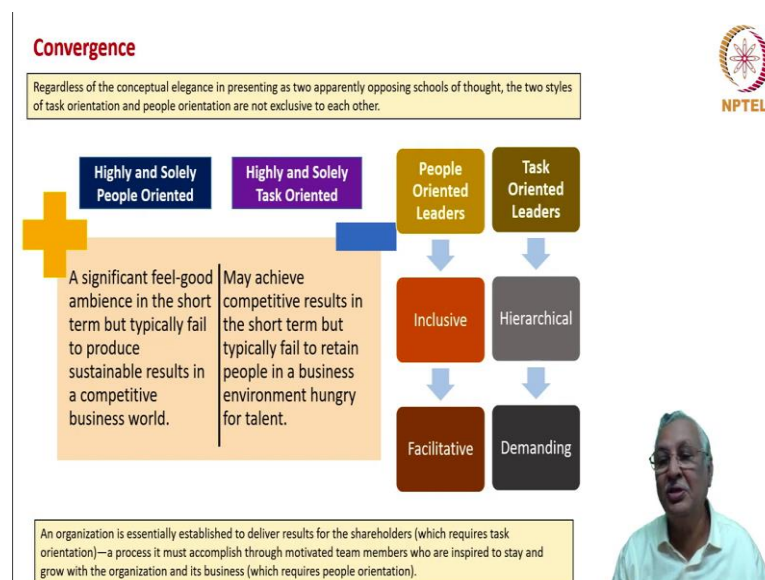 Convergence
NPTEL
Regardless of the conceptual elegance in presenting as two apparently opposing schools of thought, the two styles
of task orientation and people orientation are not exclusive to each other.
Highly and Solely
People Oriented
Highly and Solely
Task Oriented
A significant feel-good
ambience in the short
term but typically fail
to produce
sustainable results in
a competitive
business world.
May achieve
competitive results in
the short term but
typically fail to retain
people in a business
environment hungry
for talent.
People
Oriented
Leaders
Inclusive
Facilitative
Task
Oriented
Leaders
Hierarchical
Demanding
An organization is essentially established to deliver results for the shareholders (which requires task
orientation)—a process it must accomplish through motivated team members who are inspired to stay and
grow with the organization and its business (which requires people orientation).